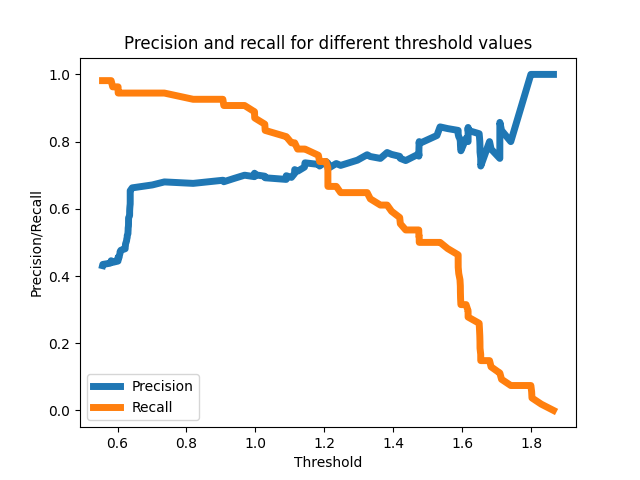 Precision and recall for different threshold values
1.0
0.8
0.6
0.4
0.2
0.0
Precision/Recall
Precision
Recall
0.6 0.8 1.0 1.2 1.4 1.6 1.8
Threshold